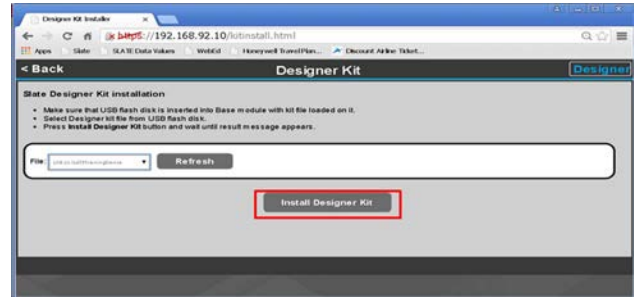 Designer Kit Installer
https://192.168.92.10/kitinstall.html
Apps Slate SLATE Data Values WebEd Honeywell Travel Plan... Discount Airline Ticket...
< Back Designer Kit Designer
Slate Designer Kit installation
Make sure that USB flash disk is inserted into Base module with kit file loaded on it.
Select Designer kit file from USB flash disk.
Press Install Designer Kit button and wait until result message appears.
File: Refresh
Install Designer Kit